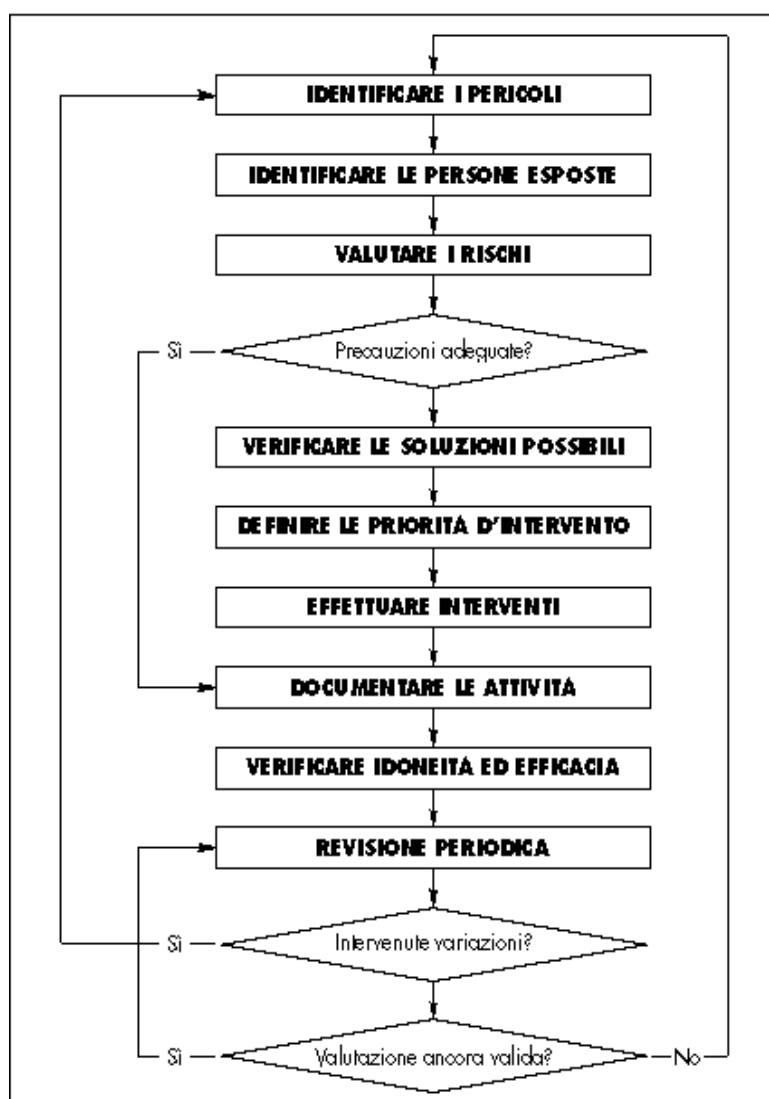 IDENTIFICARE I PERICOLI
IDENTIFICARE LE PERSONE ESPOSTE
VALUTARE I RISCHI
Sì
Precauzioni adeguate?
VERIFICARE LE SOLUZIONI POSSIBILI
DEFINIRE LE PRIORITÀ D'INTERVENTO
EFFETTUARE INTERVENTI
DOCUMENTARE LE ATTIVITÀ
VERIFICARE IDONEITÀ ED EFFICACIA
REVISIONE PERIODICA
Sì
Intervenute variazioni?
Sì
Valutazione ancora valida?
No